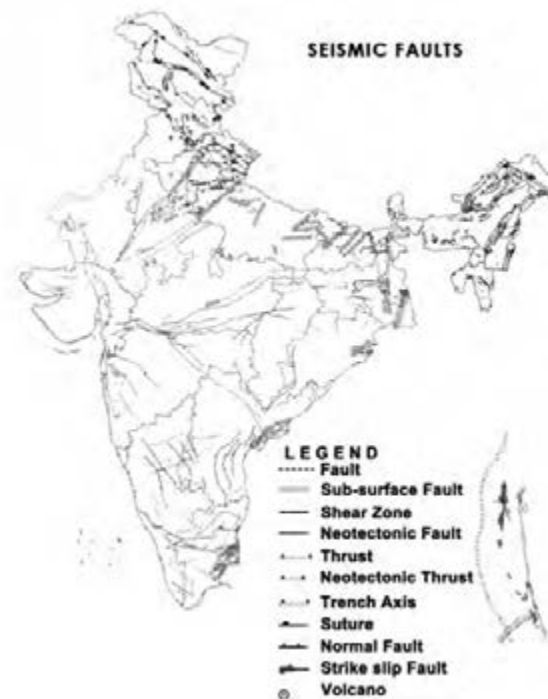 SEISMIC FAULTS
LEGEND
Fault
Sub-surface Fault
Shear Zone
Neotectonic Fault
Thrust
Neotectonic Thrust
Trench Axis
Suture
Normal Fault
Strike slip Fault
Volcano